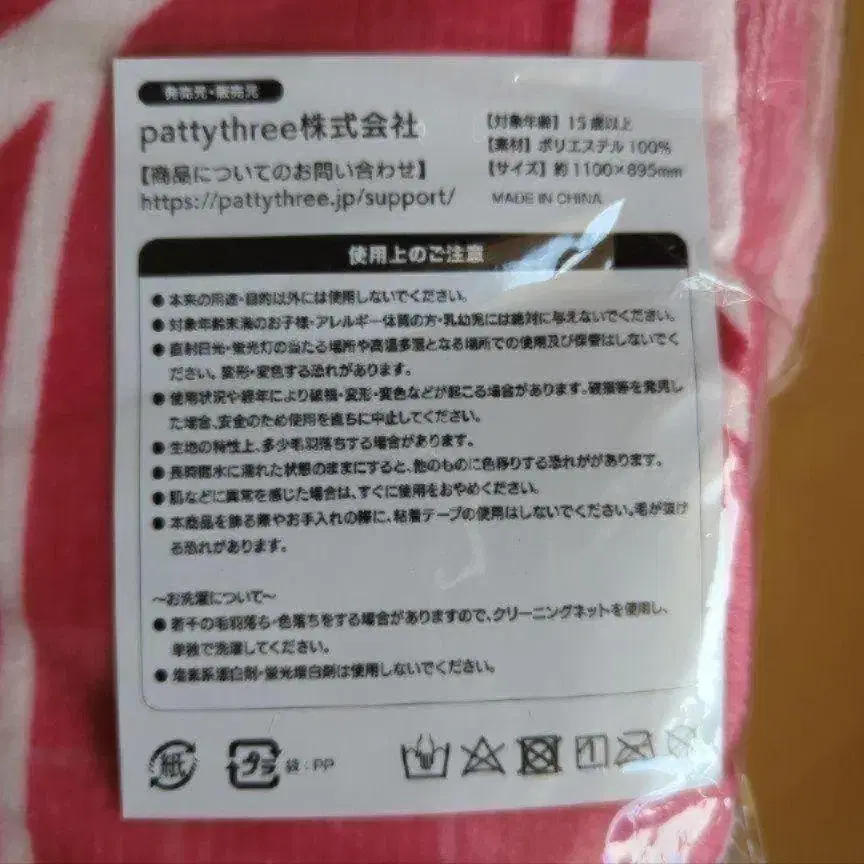 発売元・販売元
pattythree株式会社
【商品についてのお問い合わせ】
https://pattythree.jp/support/
【対象年齢】15歳以上
【素材】ポリエステル100%
【サイズ】約1100×895mm
MADE IN CHINA
使用上のご注意
●本来の用途・目的以外には使用しないでください。
●対象年齢未満のお子様・アレルギー体質の方・乳幼児には絶対に与えないでください。
●直射日光・蛍光灯の当たる場所や高温多湿となる場所での使用及び保管はしないでく
ださい。変形・変色する恐れがあります。
●使用状況や経年により破損・変形・変色などが起こる場合があります。破損等を発見し
た場合、安全のため使用を直ちに中止してください。
●生地の特性上、多少毛羽落ちする場合があります。
●長時間水に濡れた状態のままにすると、他のものに色移りする恐れががあります。
●肌などに異常を感じた場合は、すぐに使用をおやめください。
●本商品を飾る際やお手入れの際に、粘着テープの使用はしないでください。毛が抜け
る恐れがあります。
~お洗濯について~
●若干の毛羽落ち・色落ちをする場合がありますので、クリーニングネットを使用し、
単独で洗濯してください。
●塩素系漂白剤・蛍光増白剤は使用しないでください。
紙
プラ
袋:PP